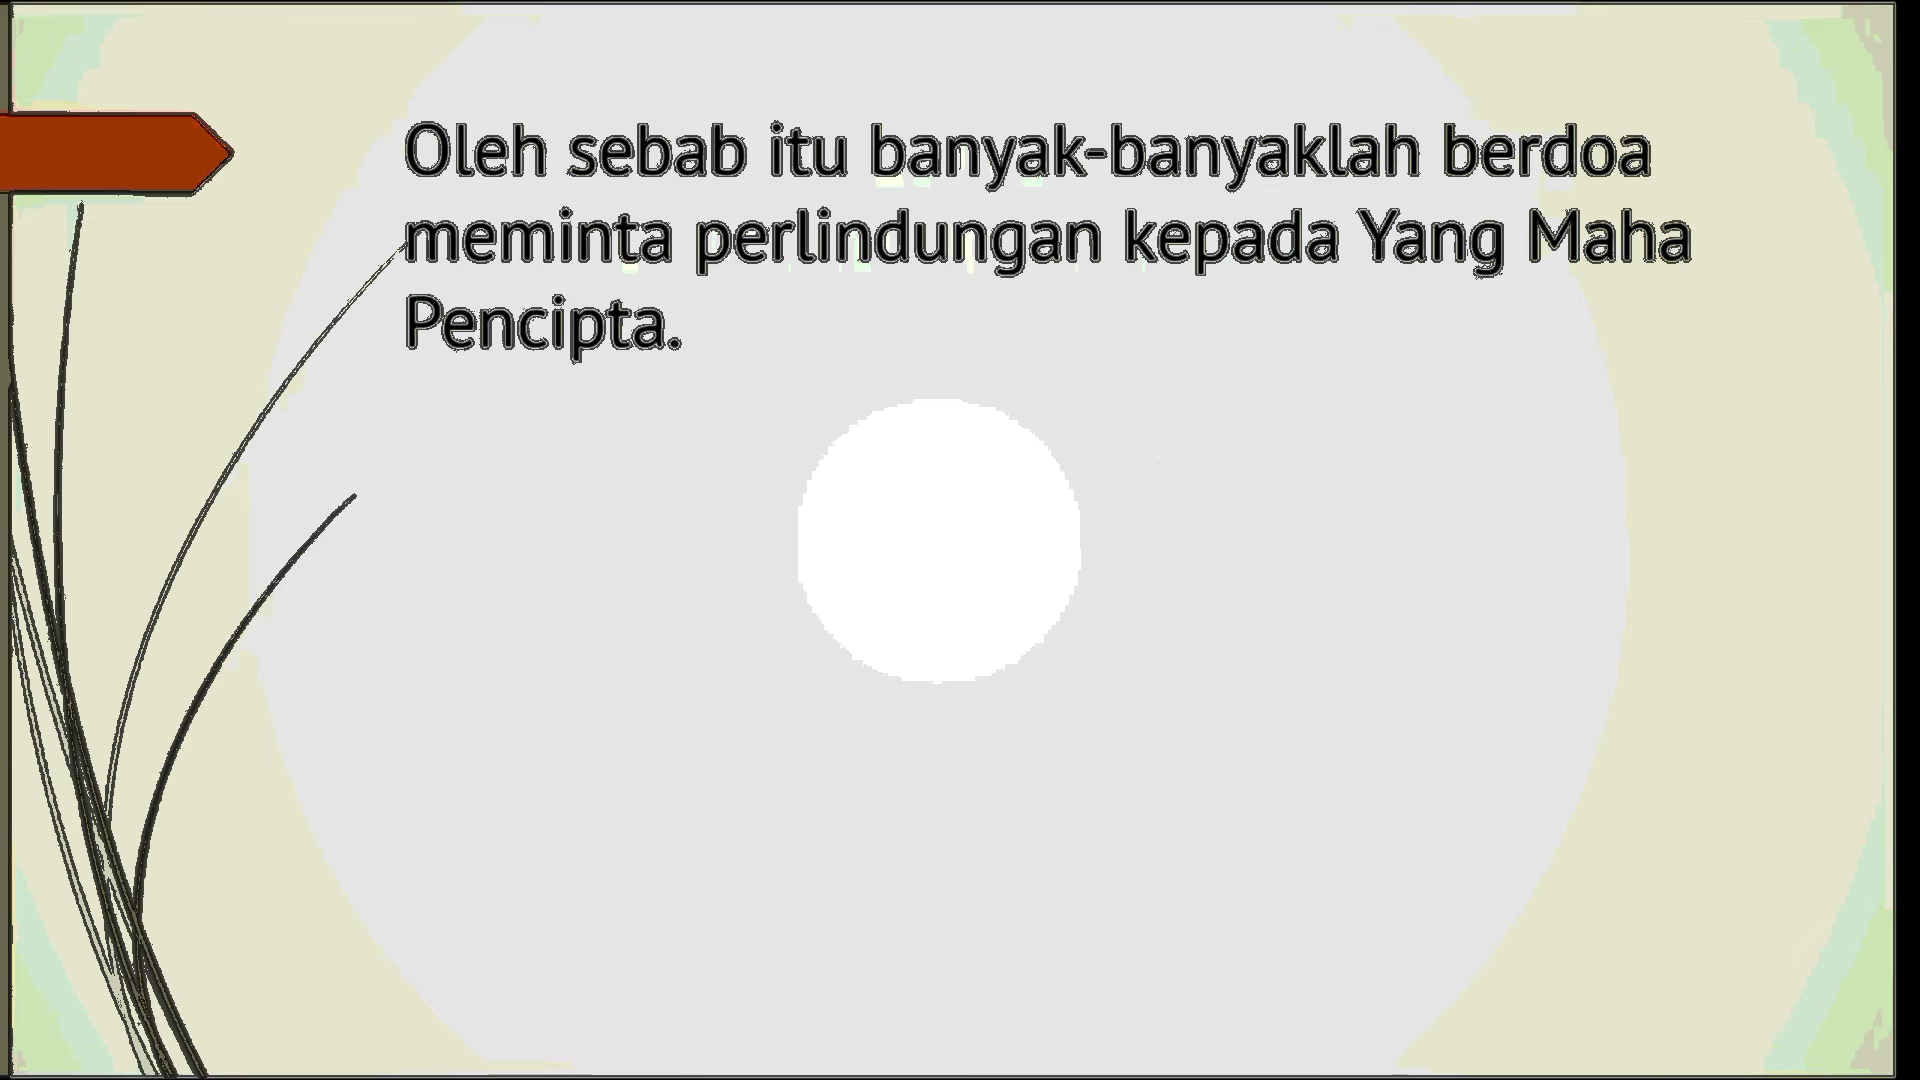 Oleh sebab itu banyak-banyaklah berdoa
meminta perlindungan kepada Yang Maha
Pencipta.